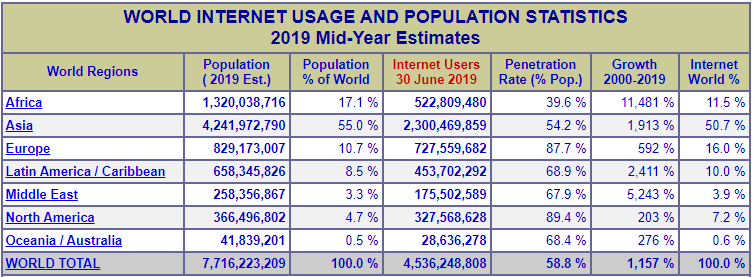 WORLD INTERNET USAGE AND POPULATION STATISTICS
2019 Mid-Year Estimates
World Regions Population ( 2019 Est.) Population % of World Internet Users 30 June 2019 Penetration Rate (% Pop.) Growth 2000-2019 Internet World %
Africa 1,320,038,716 17.1 % 522,809,480 39.6 % 11,481 % 11.5 %
Asia 4,241,972,790 55.0 % 2,300,469,859 54.2 % 1,913 % 50.7 %
Europe 829,173,007 10.7 % 727,559,682 87.7 % 592 % 16.0 %
Latin America / Caribbean 658,345,826 8.5 % 453,702,292 68.9 % 2,411 % 10.0 %
Middle East 258,356,867 3.3 % 175,502,589 67.9 % 5,243 % 3.9 %
North America 366,496,802 4.7 % 327,568,628 89.4 % 203 % 7.2 %
Oceania / Australia 41,839,201 0.5 % 28,636,278 68.4 % 276 % 0.6 %
WORLD TOTAL 7,716,223,209 100.0 % 4,536,248,808 58.8 % 1,157 % 100.0 %